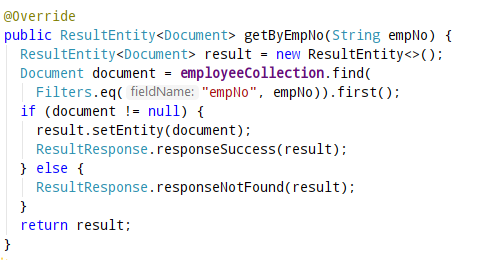 @Override
public ResultEntity<Document> getByEmpNo(String empNo) {
  ResultEntity<Document> result = new ResultEntity<>();
  Document document = employeeCollection.find(
    Filters.eq( fieldName: "empNo", empNo)).first();
  if (document != null) {
    result.setEntity(document);
    ResultResponse.responseSuccess(result);
  } else {
    ResultResponse.responseNotFound(result);
  }
  return result;
}